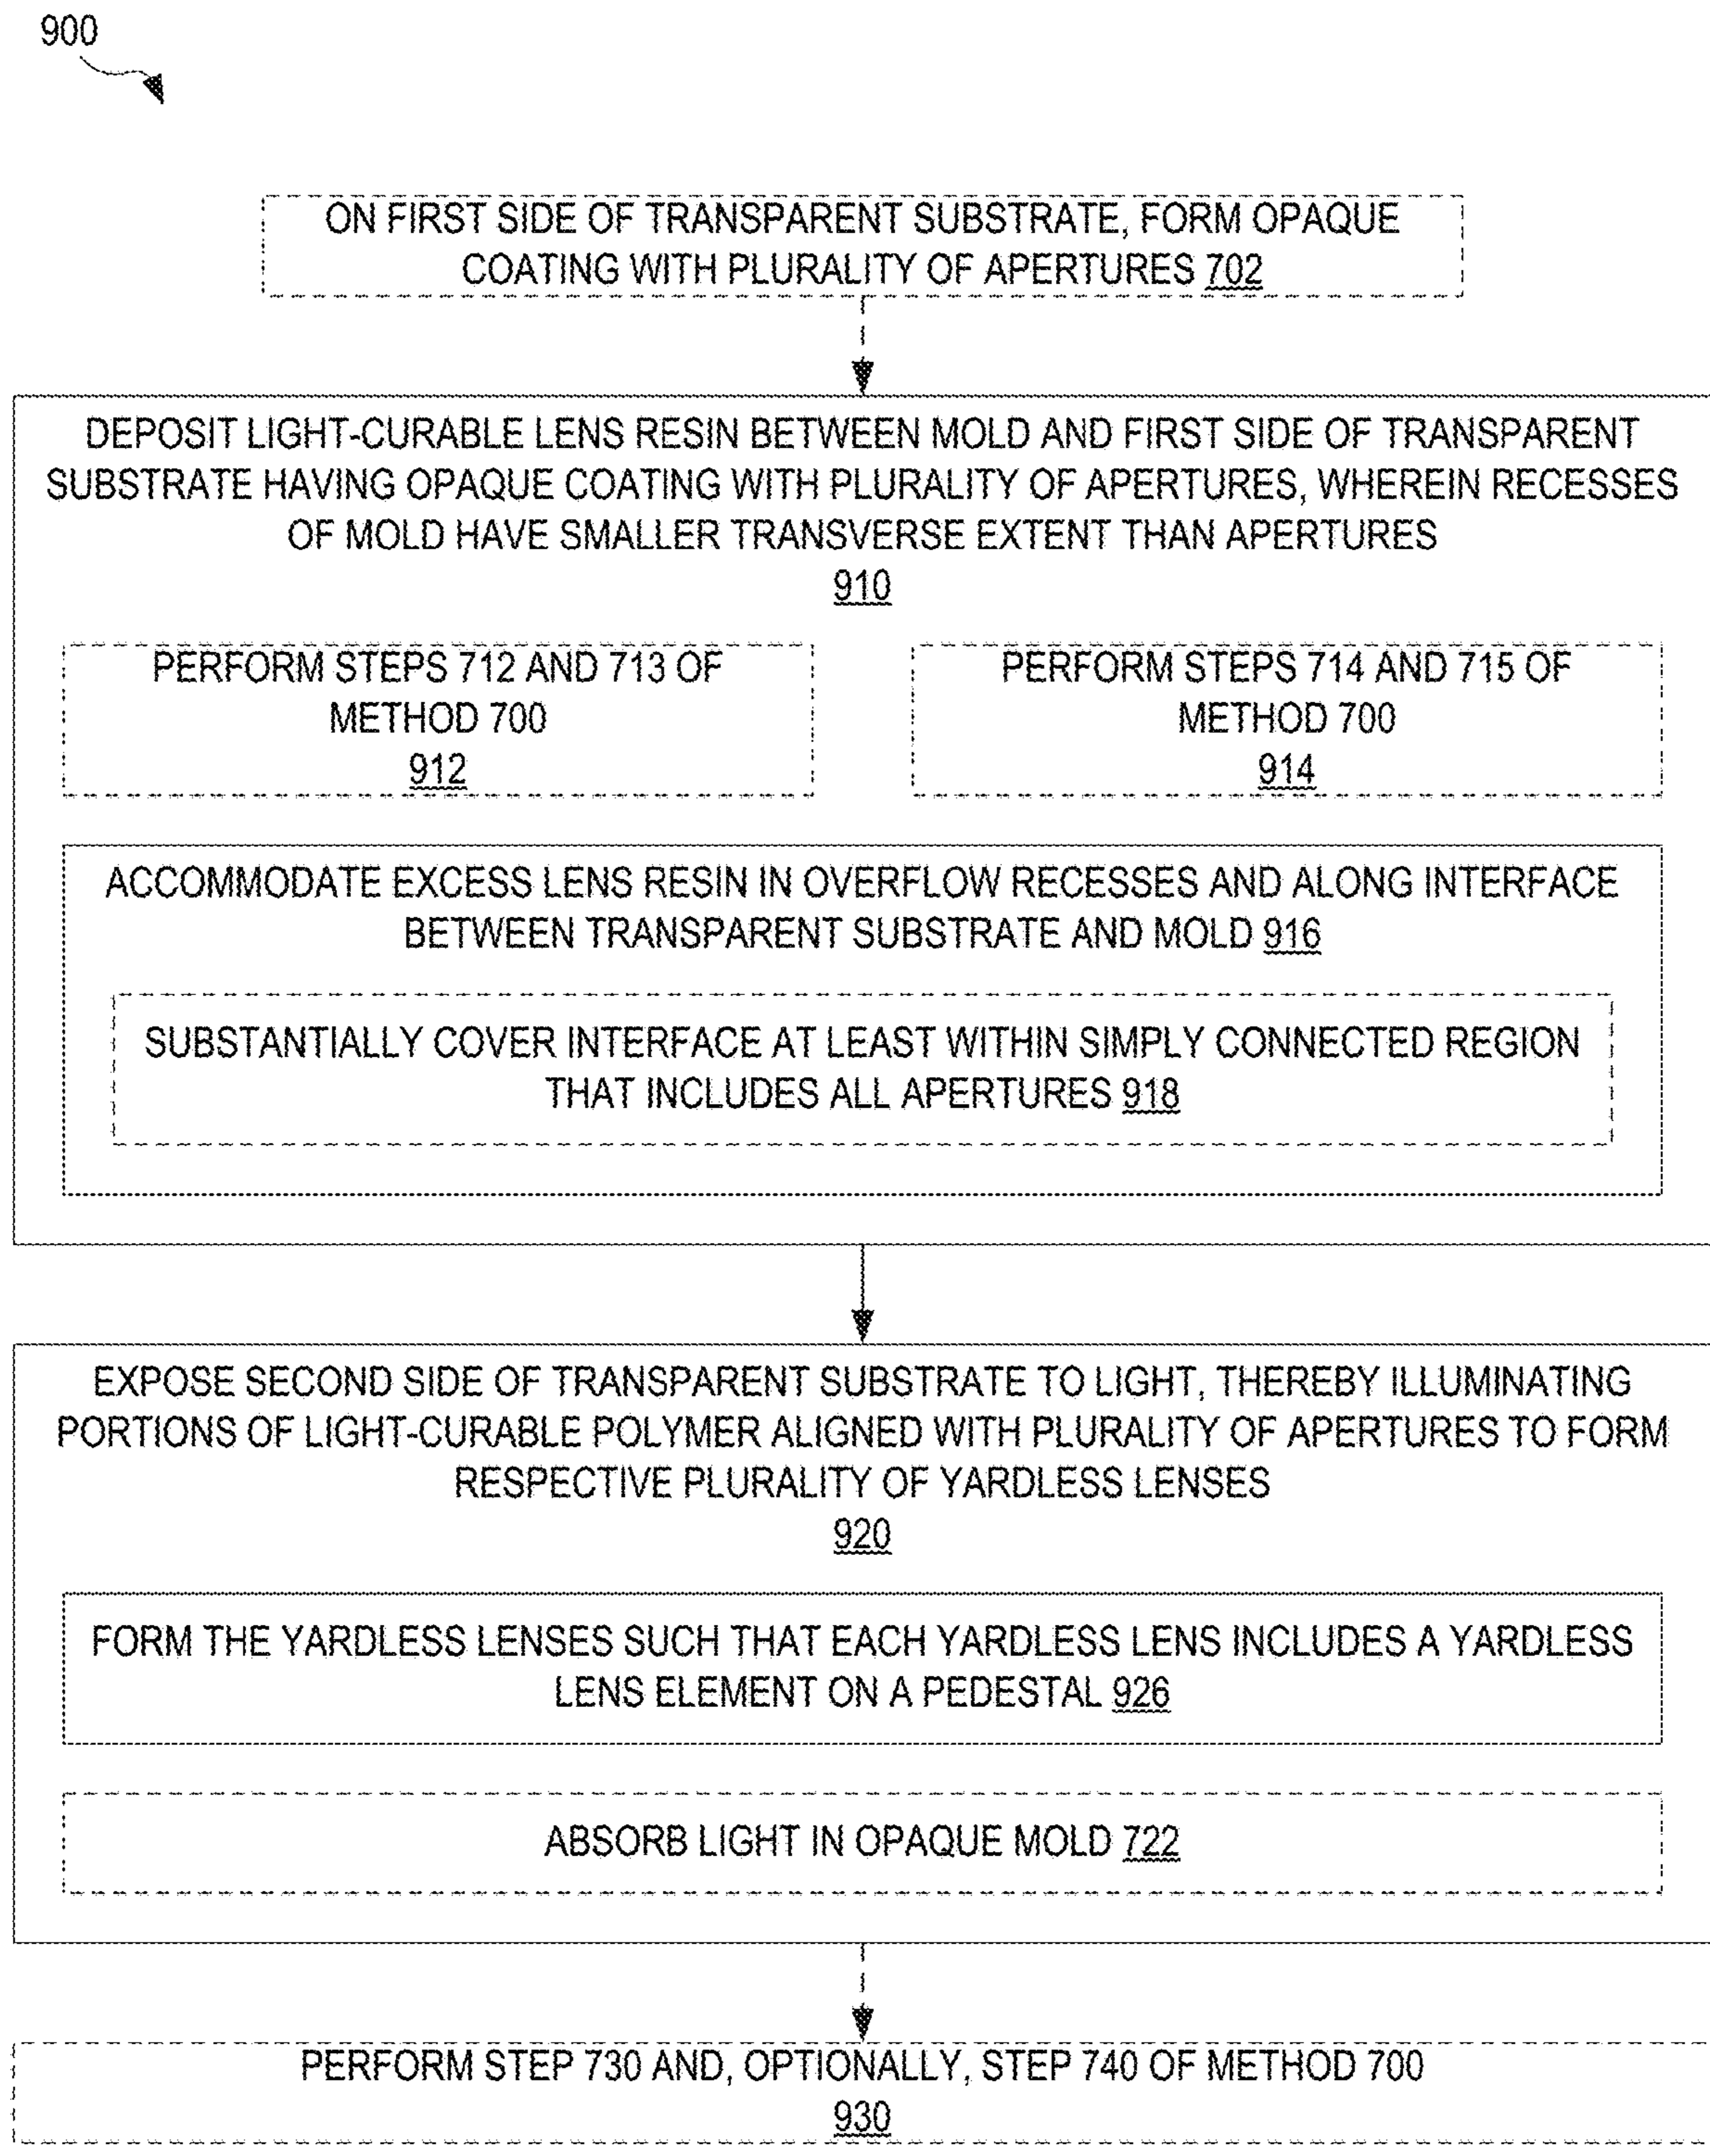 900
ON FIRST SIDE OF TRANSPARENT SUBSTRATE, FORM OPAQUE
COATING WITH PLURALITY OF APERTURES 702
DEPOSIT LIGHT-CURABLE LENS RESIN BETWEEN MOLD AND FIRST SIDE OF TRANSPARENT
SUBSTRATE HAVING OPAQUE COATING WITH PLURALITY OF APERTURES, WHEREIN RECESSES
OF MOLD HAVE SMALLER TRANSVERSE EXTENT THAN APERTURES
910
PERFORM STEPS 712 AND 713 OF
METHOD 700
912
PERFORM STEPS 714 AND 715 OF
METHOD 700
914
ACCOMMODATE EXCESS LENS RESIN IN OVERFLOW RECESSES AND ALONG INTERFACE
BETWEEN TRANSPARENT SUBSTRATE AND MOLD 916
SUBSTANTIALLY COVER INTERFACE AT LEAST WITHIN SIMPLY CONNECTED REGION
THAT INCLUDES ALL APERTURES 918
EXPOSE SECOND SIDE OF TRANSPARENT SUBSTRATE TO LIGHT, THEREBY ILLUMINATING
PORTIONS OF LIGHT-CURABLE POLYMER ALIGNED WITH PLURALITY OF APERTURES TO FORM
RESPECTIVE PLURALITY OF YARDLESS LENSES
920
FORM THE YARDLESS LENSES SUCH THAT EACH YARDLESS LENS INCLUDES A YARDLESS
LENS ELEMENT ON A PEDESTAL 926
ABSORB LIGHT IN OPAQUE MOLD 722
PERFORM STEP 730 AND, OPTIONALLY, STEP 740 OF METHOD 700
930